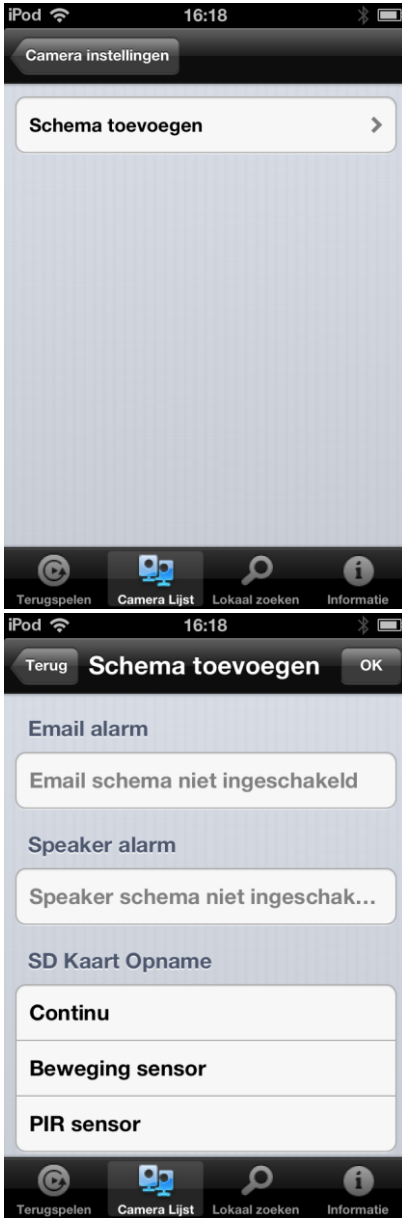 iPod 16:18
Camera instellingen
Schema toevoegen
Terugspelen Camera Lijst Lokaal zoeken Informatie
iPod 16:18
Terug Schema toevoegen OK
Email alarm
Email schema niet ingeschakeld
Speaker alarm
Speaker schema niet ingeschak...
SD Kaart Opname
Continu
Beweging sensor
PIR sensor
Terugspelen Camera Lijst Lokaal zoeken Informatie